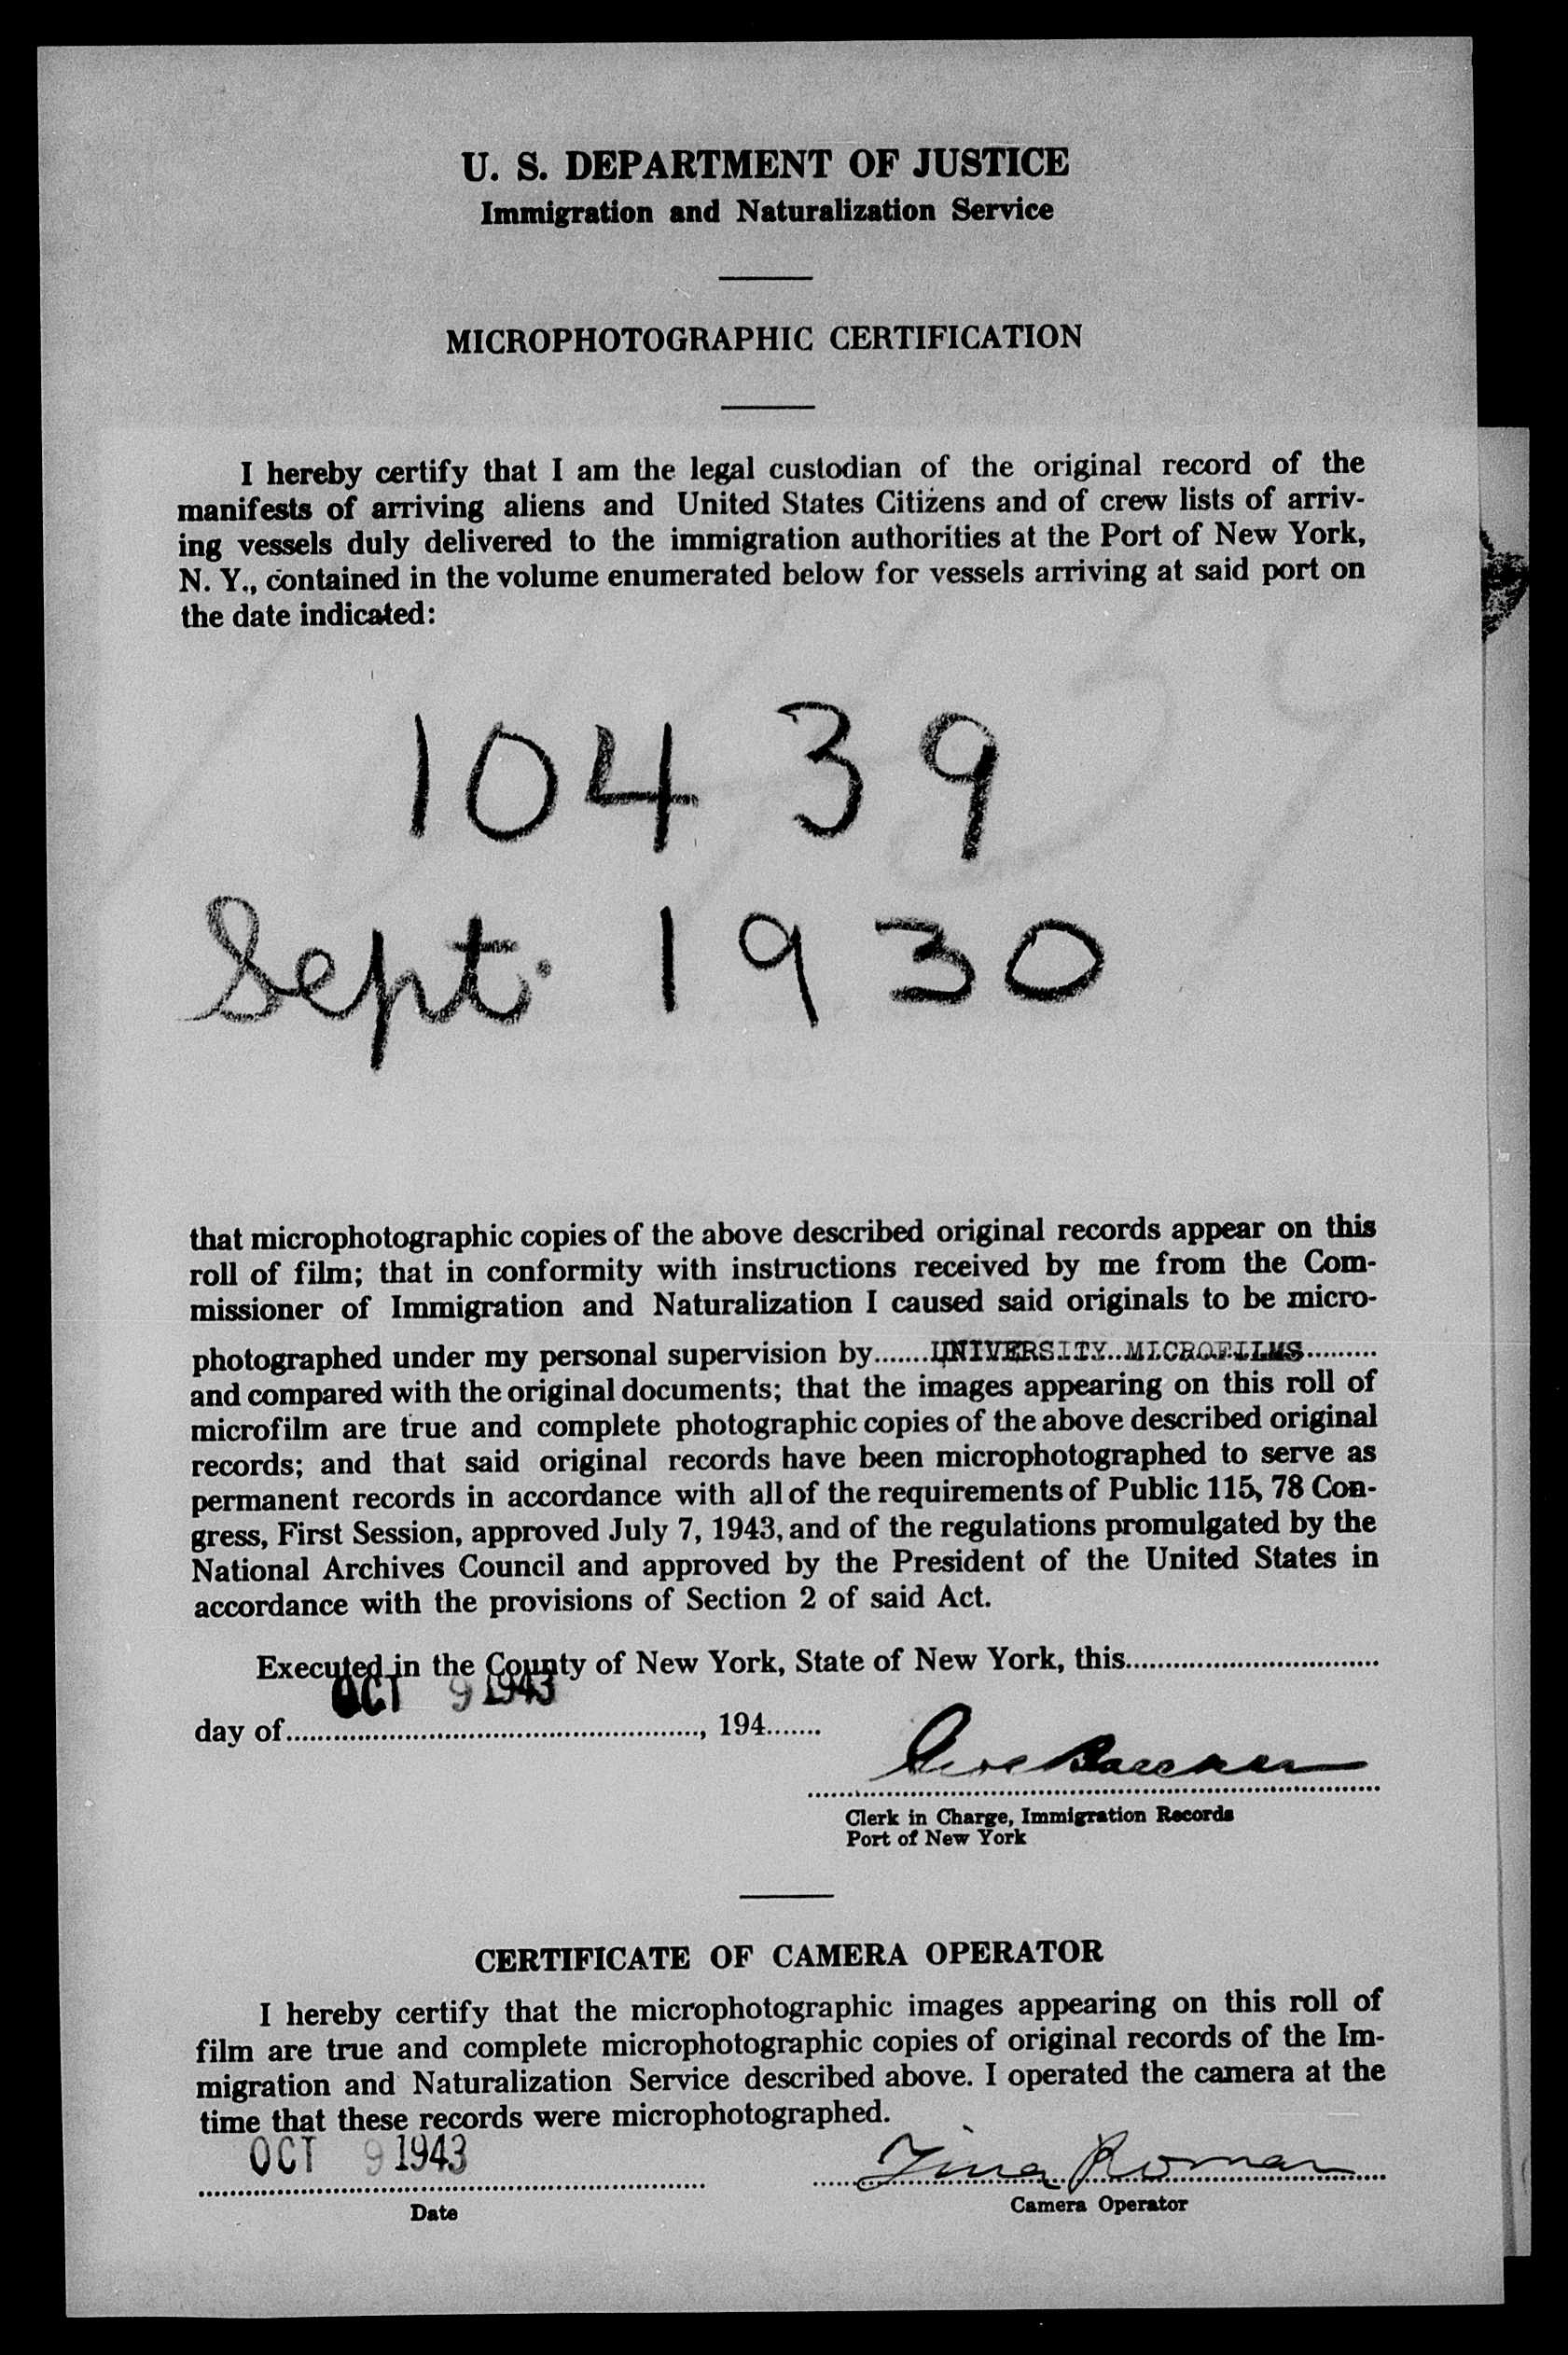 U. S. DEPARTMENT OF JUSTICE
Immigration and Naturalization Service
MICROPHOTOGRAPHIC CERTIFICATION
I hereby certify that I am the legal custodian of the original record of the
manifests of arriving aliens and United States Citizens and of crew lists of arriv-
ing vessels duly delivered to the immigration authorities at the Port of New York,
N. Y., contained in the volume enumerated below for vessels arriving at said port on
the date indicated:
10439
Sept. 1930
that microphotographic copies of the above described original records appear on this
roll of film; that in conformity with instructions received by me from the Com-
missioner of Immigration and Naturalization I caused said originals to be micro-
photographed under my personal supervision by.......UNIVERSITY MICROFILMS..........
and compared with the original documents; that the images appearing on this roll of
microfilm are true and complete photographic copies of the above described original
records; and that said original records have been microphotographed to serve as
permanent records in accordance with all of the requirements of Public 115, 78 Con-
gress, First Session, approved July 7, 1943, and of the regulations promulgated by the
National Archives Council and approved by the President of the United States in
accordance with the provisions of Section 2 of said Act.
Executed in the County of New York, State of New York, this
OCT 9 1943
day of, 194
Clerk in Charge, Immigration Records
Port of New York
CERTIFICATE OF CAMERA OPERATOR
I hereby certify that the microphotographic images appearing on this roll of
film are true and complete microphotographic copies of original records of the Im-
migration and Naturalization Service described above. I operated the camera at the
time that these records were microphotographed.
OCT 9 1943
Tina Roman
Date
Camera Operator